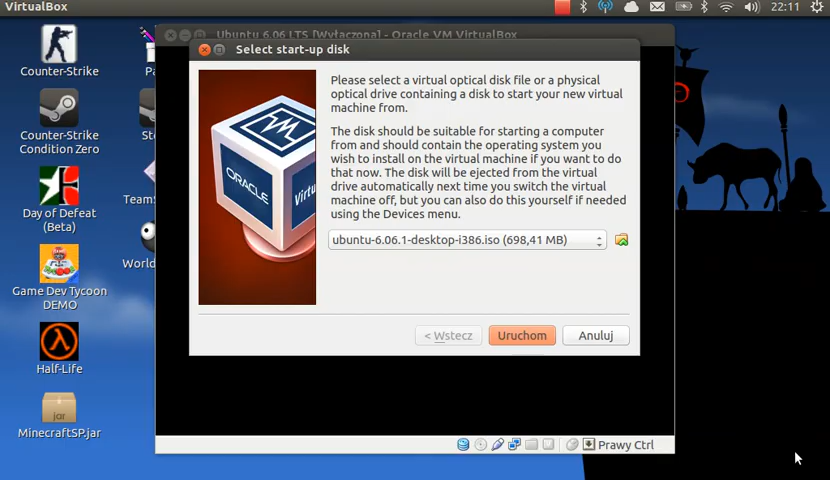 VirtualBox
22:11
Ubuntu 6.06 LTS [Wyłączona] - Oracle VM VirtualBox
Select start-up disk
Please select a virtual optical disk file or a physical
optical drive containing a disk to start your new virtual
machine from.
The disk should be suitable for starting a computer
from and should contain the operating system you
wish to install on the virtual machine if you want to do
that now. The disk will be ejected from the virtual
drive automatically next time you switch the virtual
machine off, but you can also do this yourself if needed
using the Devices menu.
ubuntu-6.06.1-desktop-i386.iso (698,41 MB)
< Wstecz
Uruchom
Anuluj
Prawy Ctrl
ORACLE
VM
Virtu
Counter-Strike
Counter-Strike
Condition Zero
Day of Defeat
(Beta)
Game Dev Tycoon
DEMO
Half-Life
jar
MinecraftSP.jar
Pa
Ste
TeamS
World